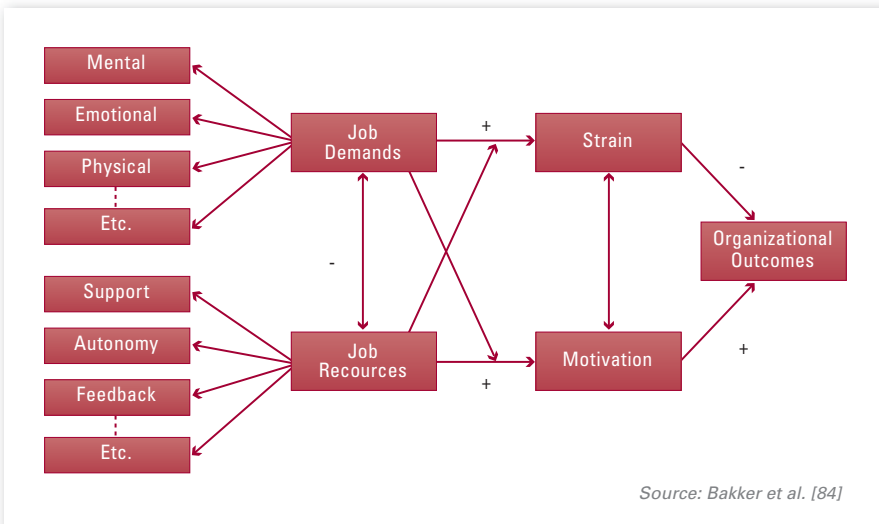 Mental
Emotional
Physical
Etc.
Support
Autonomy
Feedback
Etc.
Job
Demands
-
Job
Recources
+
+
Strain
Motivation
-
+
Organizational
Outcomes
Source: Bakker et al. [84]